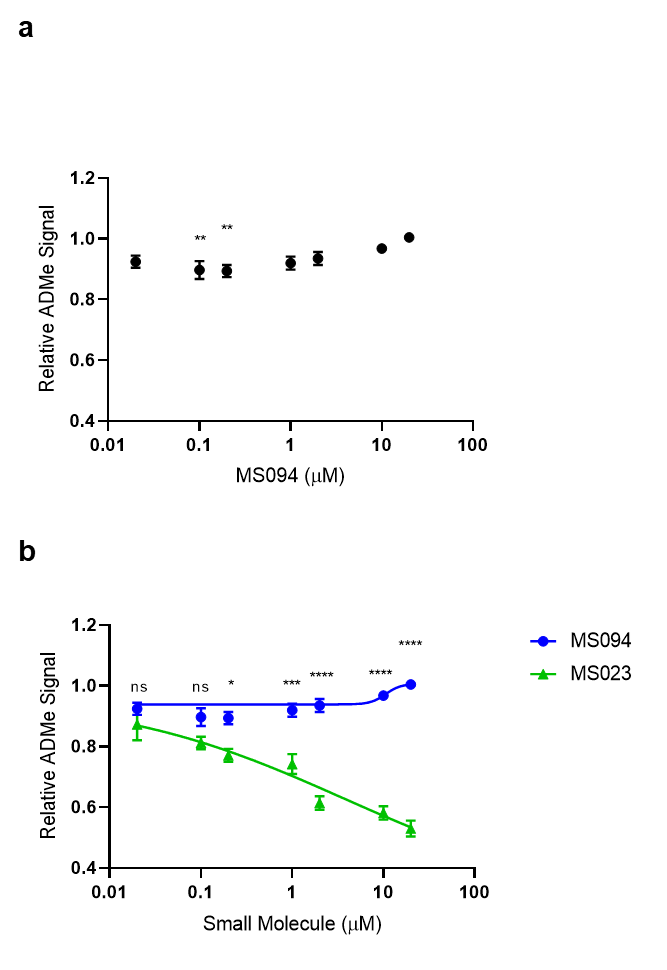 a
1.2
1.0
0.8
0.6
0.4
Relative ADMe Signal
** **
0.01 0.1 1 10 100
MS094 (μM)
b
1.2
1.0
0.8
0.6
0.4
Relative ADMe Signal
ns ns * *** **** **** ****
0.01 0.1 1 10 100
Small Molecule (μM)
MS094
MS023